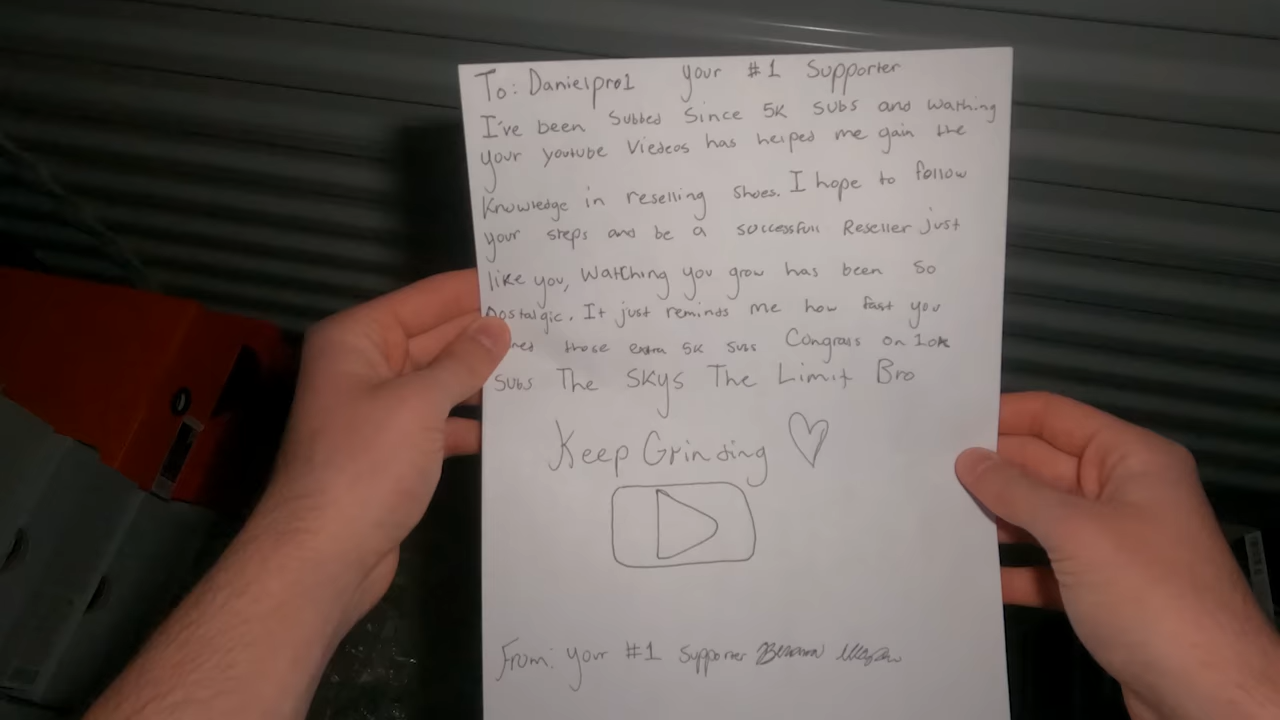 To: Danielpro1 your #1 Supporter
I've been Subbed Since 5K subs and wathing
your youtube Viedeos has helped me gain the
Knowledge in reselling shoes. I hope to follow
your steps and be a successfull Reseller just
like you, Watching you grow has been so
nostalgic. It just reminds me how fast you
those extra 5K subs Congrats on 10k
subs The Skys The Limit Bro
Keep Grinding
From: your #1 Supporter